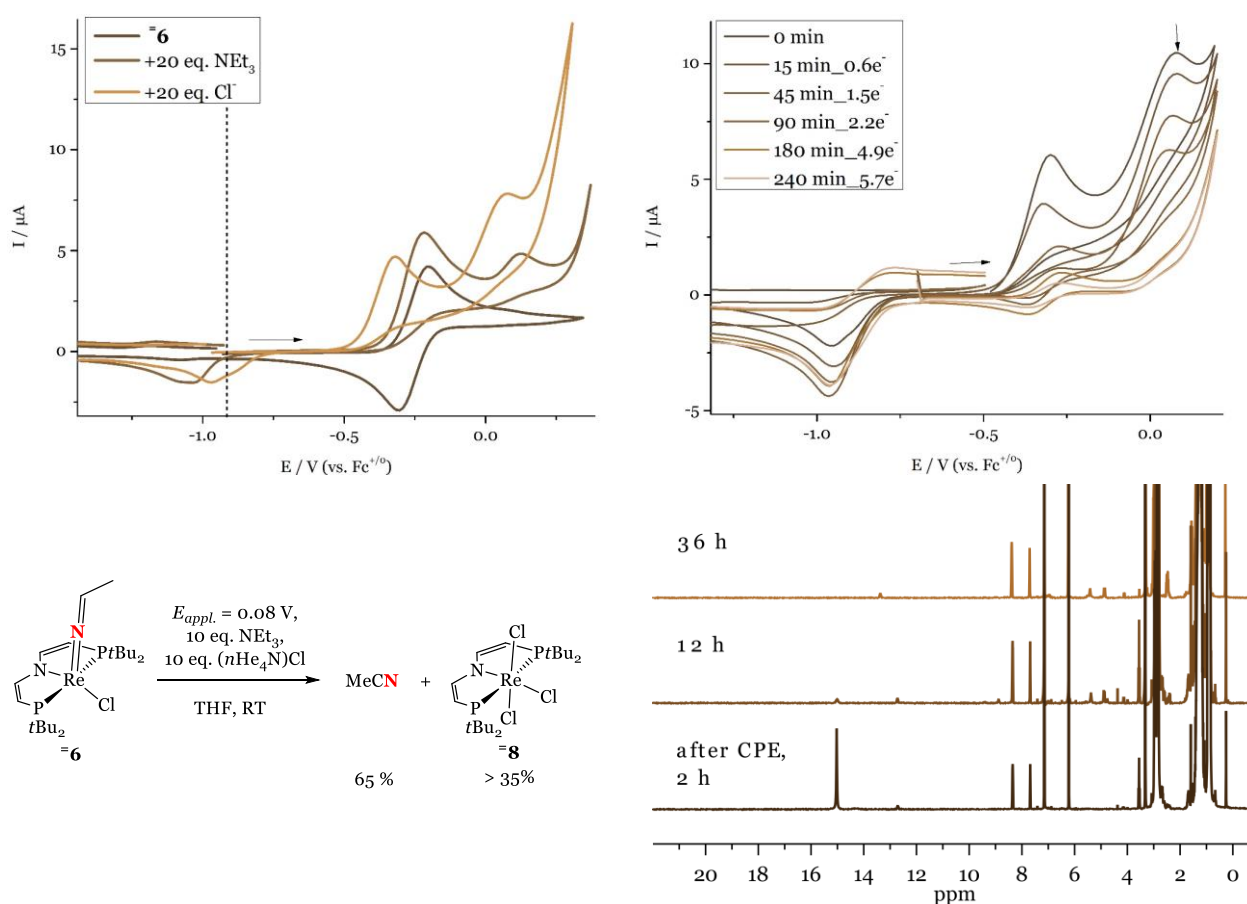 ⁼6
+20 eq. NEt₃
+20 eq. Cl⁻
15
10
5
0
I / µA
-1.0
-0.5
0.0
E / V (vs. Fc⁺/⁰)
0 min
15 min_0.6e⁻
45 min_1.5e⁻
90 min_2.2e⁻
180 min_4.9e⁻
240 min_5.7e⁻
10
5
0
-5
I / µA
-1.0
-0.5
0.0
E / V (vs. Fc⁺/⁰)
N
N
PtBu₂
Re
P
Cl
tBu₂
⁼6
E appl. = 0.08 V,
10 eq. NEt₃,
10 eq. (nHe₄N)Cl
THF, RT
MeCN
+
Cl
PtBu₂
N
Re
Cl
P
Cl
tBu₂
⁼8
65 %
> 35%
36 h
12 h
after CPE,
2 h
20 18 16 14 12 10 8 6 4 2 0
ppm